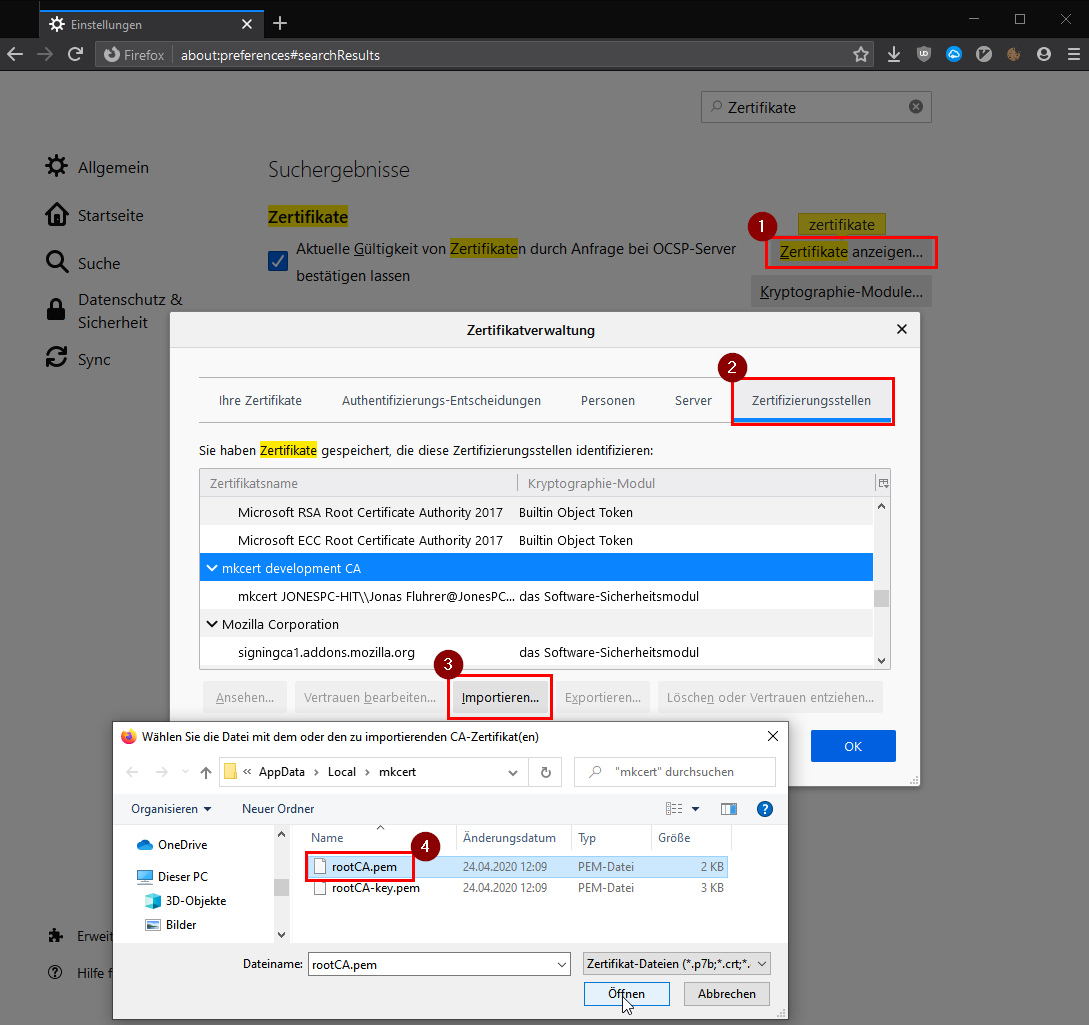 Einstellungen
Firefox
about:preferences#searchResults
Zertifikate
Allgemein
Startseite
Suche
Datenschutz &
Sicherheit
Sync
Suchergebnisse
Zertifikate
Aktuelle Gültigkeit von Zertifikaten durch Anfrage bei OCSP-Server
bestätigen lassen
1
zertifikate
Zertifikate anzeigen...
Kryptographie-Module...
Zertifikatverwaltung
2
Ihre Zertifikate
Authentifizierungs-Entscheidungen
Personen
Server
Zertifizierungsstellen
Sie haben Zertifikate gespeichert, die diese Zertifizierungsstellen identifizieren:
Zertifikatsname
Kryptographie-Modul
Microsoft RSA Root Certificate Authority 2017
Builtin Object Token
Microsoft ECC Root Certificate Authority 2017
Builtin Object Token
mkcert development CA
mkcert JONESPC-HIT\\Jonas Fluhrer@JonesPC...
das Software-Sicherheitsmodul
Mozilla Corporation
signingca1.addons.mozilla.org
das Software-Sicherheitsmodul
3
Ansehen...
Vertrauen bearbeiten...
Importieren...
Exportieren...
Löschen oder Vertrauen entziehen...
OK
Wählen Sie die Datei mit dem oder den zu importierenden CA-Zertifikat(en)
« AppData › Local › mkcert
"mkcert" durchsuchen
Organisieren
Neuer Ordner
?
OneDrive
Dieser PC
3D-Objekte
Bilder
Name
Änderungsdatum
Typ
Größe
4
rootCA.pem
24.04.2020 12:09
PEM-Datei
2 KB
rootCA-key.pem
24.04.2020 12:09
PEM-Datei
3 KB
Erweit
Hilfe f
Dateiname:
rootCA.pem
Zertifikat-Dateien (*.p7b;*.crt;*.
Öffnen
Abbrechen